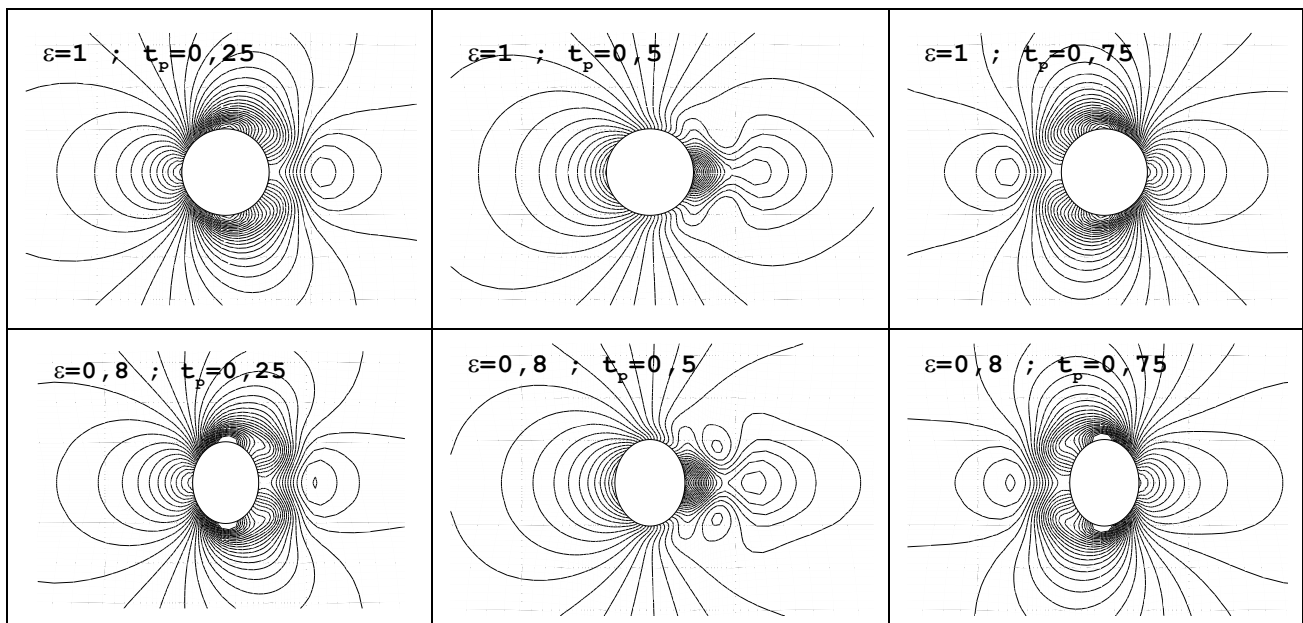 ε=1 ; tp=0,25
ε=1 ; tp=0,5
ε=1 ; tp=0,75
ε=0,8 ; tp=0,25
ε=0,8 ; tp=0,5
ε=0,8 ; tp=0,75